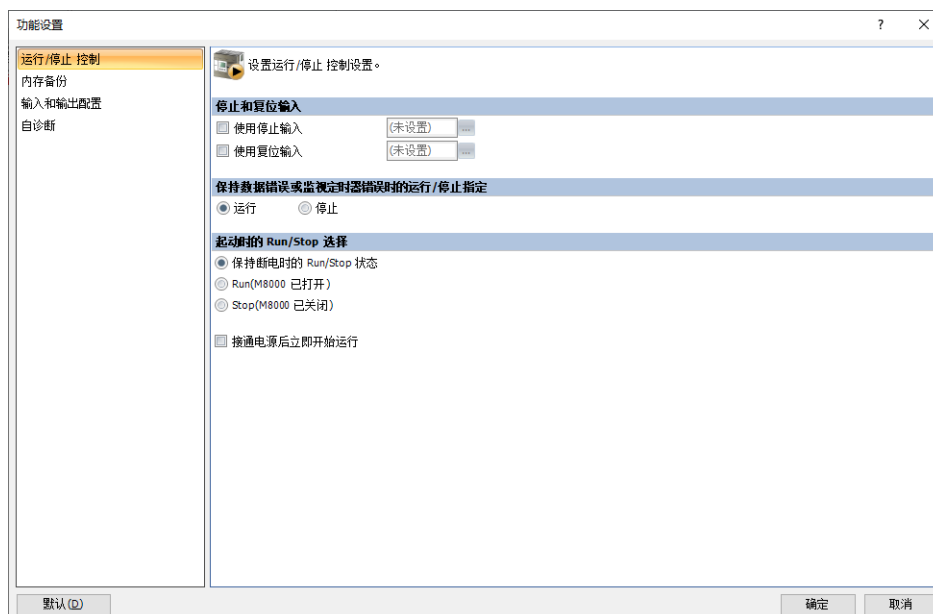 功能设置
?
运行/停止 控制
内存备份
输入和输出配置
自诊断
设置运行/停止 控制设置。
停止和复位输入
使用停止输入 (未设置) ...
使用复位输入 (未设置) ...
保持数据错误或监视定时器错误时的运行/停止指定
运行 停止
起动时的 Run/Stop 选择
保持断电时的 Run/Stop 状态
Run(M8000 已打开)
Stop(M8000 已关闭)
接通电源后立即开始运行
默认(D) 确定 取消